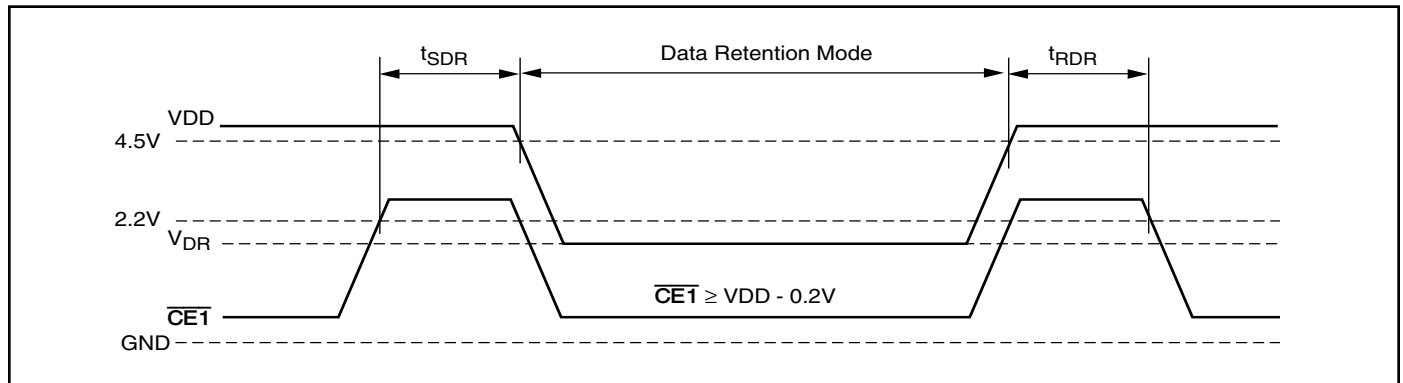 tSDR Data Retention Mode tRDR
VDD
4.5V
2.2V
VDR
CE1 ≥ VDD - 0.2V
CE1
GND